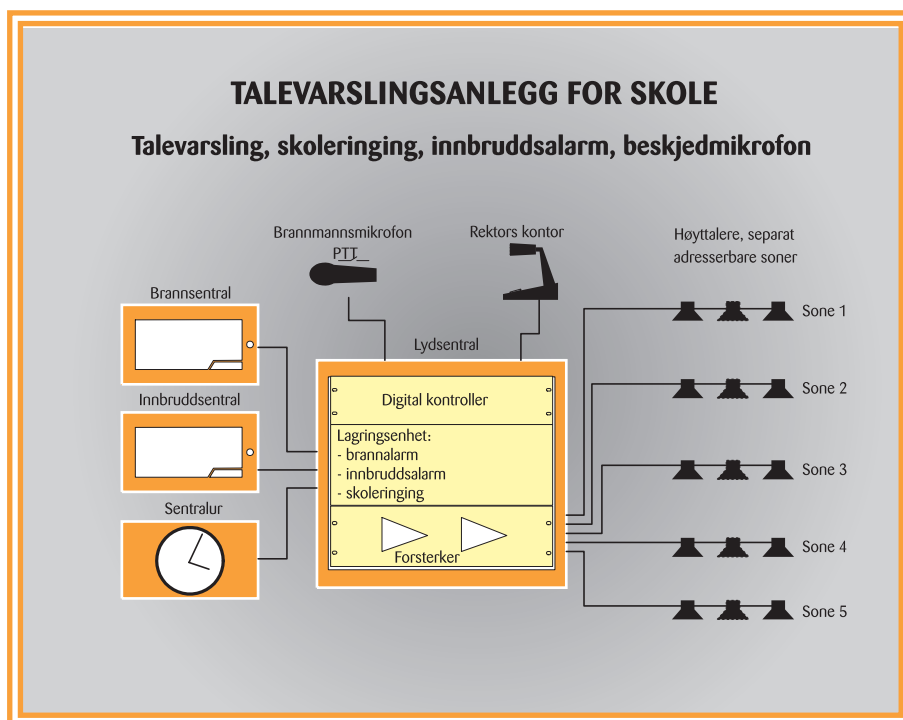 TALEVARSLINGSANLEGG FOR SKOLE
Talevarsling, skoleringing, innbruddsalarm, beskjedmikrofon
Brannmannsmikrofon
PTT
Rektors kontor
Høyttalere, separat
adresserbare soner
Brannsentral
Innbruddsentral
Sentralur
Lydsentral
Digital kontroller
Lagringsenhet:
- brannalarm
- innbruddsalarm
- skoleringing
Forsterker
Sone 1
Sone 2
Sone 3
Sone 4
Sone 5